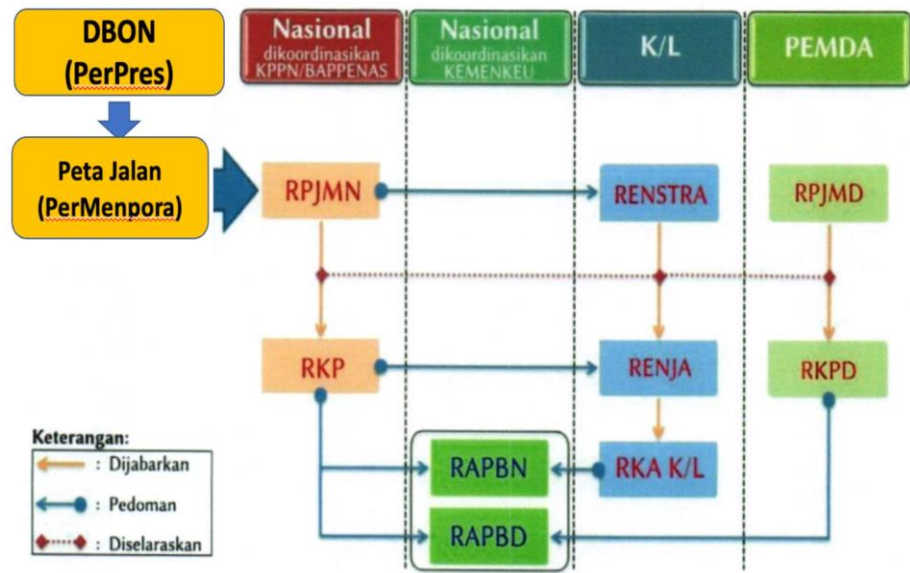 DBON
(PerPres)
Peta Jalan
(PerMenpora)
Nasional
dikoordinasikan
KPPN/BAPPENAS
Nasional
dikoordinasikan
KEMENKEU
K/L
PEMDA
RPJMN
RENSTRA
RPJMD
RKP
RENJA
RKPD
RAPBN
RKA K/L
RAPBD
Keterangan:
: Dijabarkan
: Pedoman
: Diselaraskan